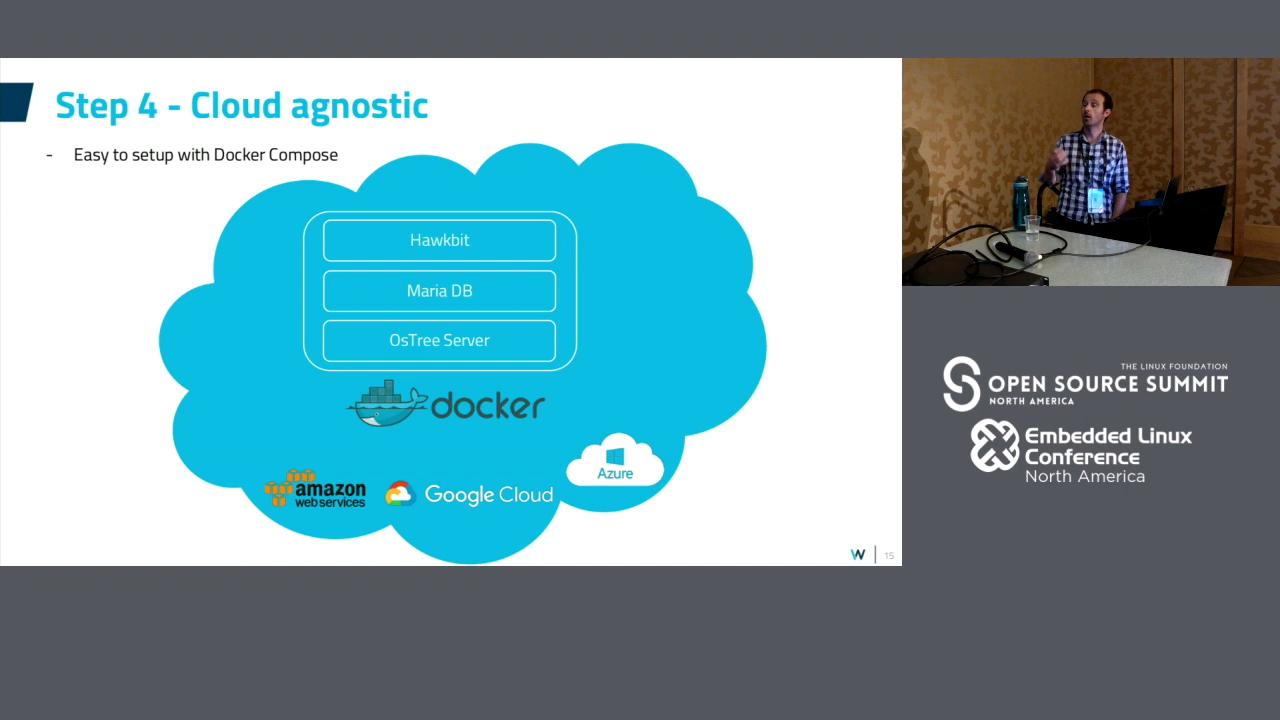 Step 4 - Cloud agnostic
- Easy to setup with Docker Compose
Hawkbit
Maria DB
OsTree Server
docker
amazon
web services
Google Cloud
Azure
W
15
THE LINUX FOUNDATION
OPEN SOURCE SUMMIT
NORTH AMERICA
Embedded Linux
Conference
North America